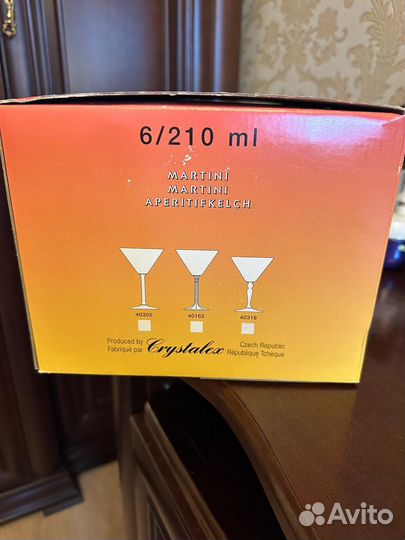 6/210 ml
MARTINI
MARTINI
APERITIFKELCH
40305 40162 40318
Produced by Crystalex Czech Republic
Fabriqué par République Tchèque
Avito